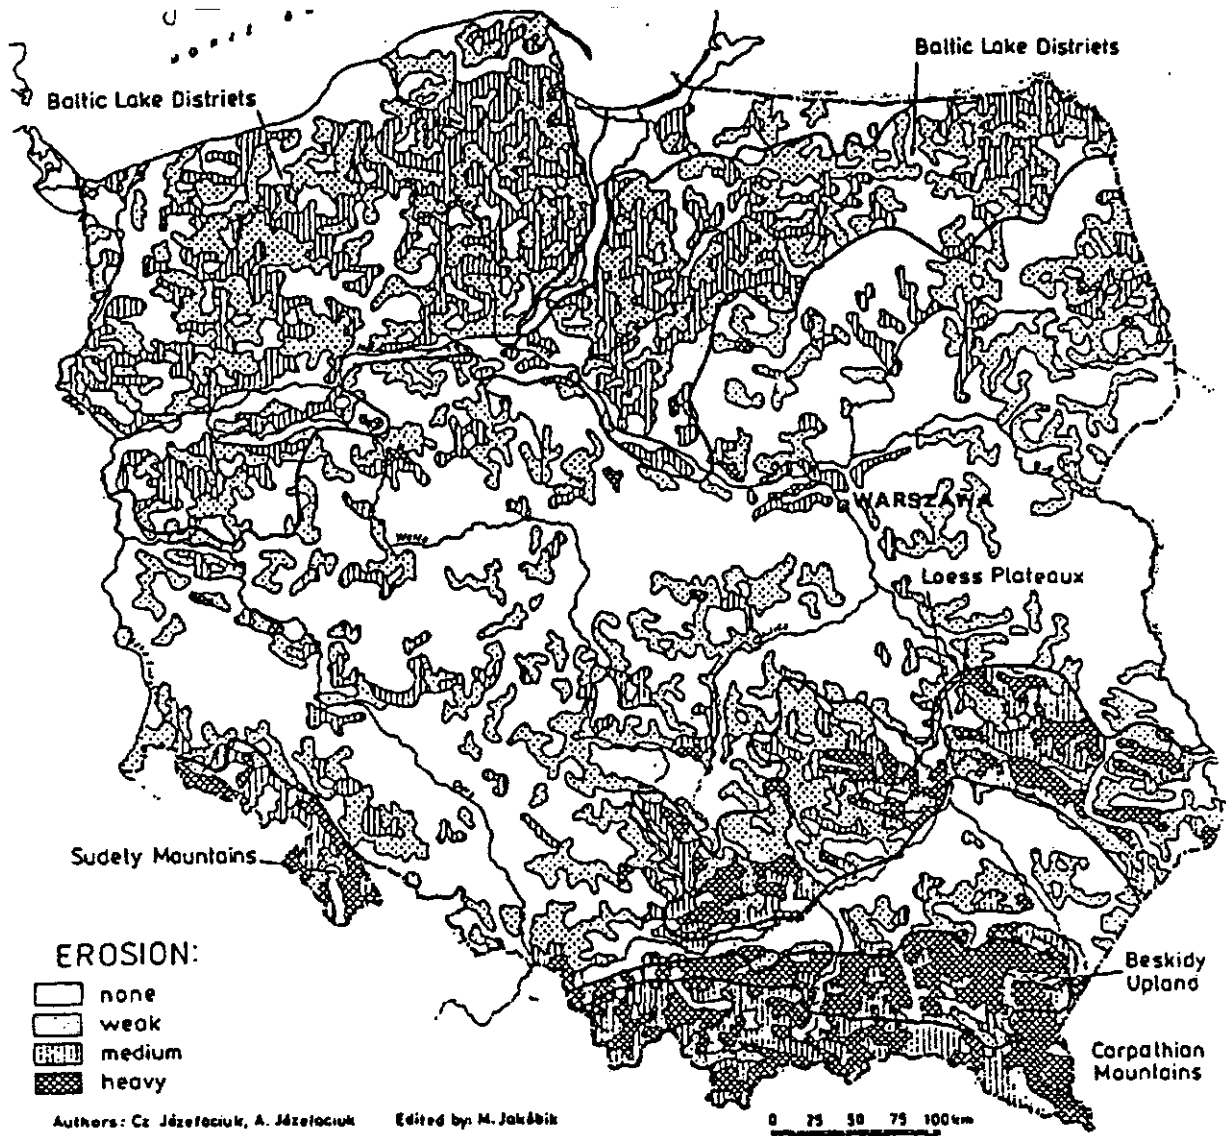 Baltic Lake Districts
Baltic Lake Districts
WARSZAWA
Loess Plateaux
Sudety Mountains
Beskidy
Upland
Carpathian
Mountains
EROSION:
none
weak
medium
heavy
Authors: Cz Józefaciuk, A. Józefaciuk Edited by: M. Jakóbik
0 25 50 75 100km